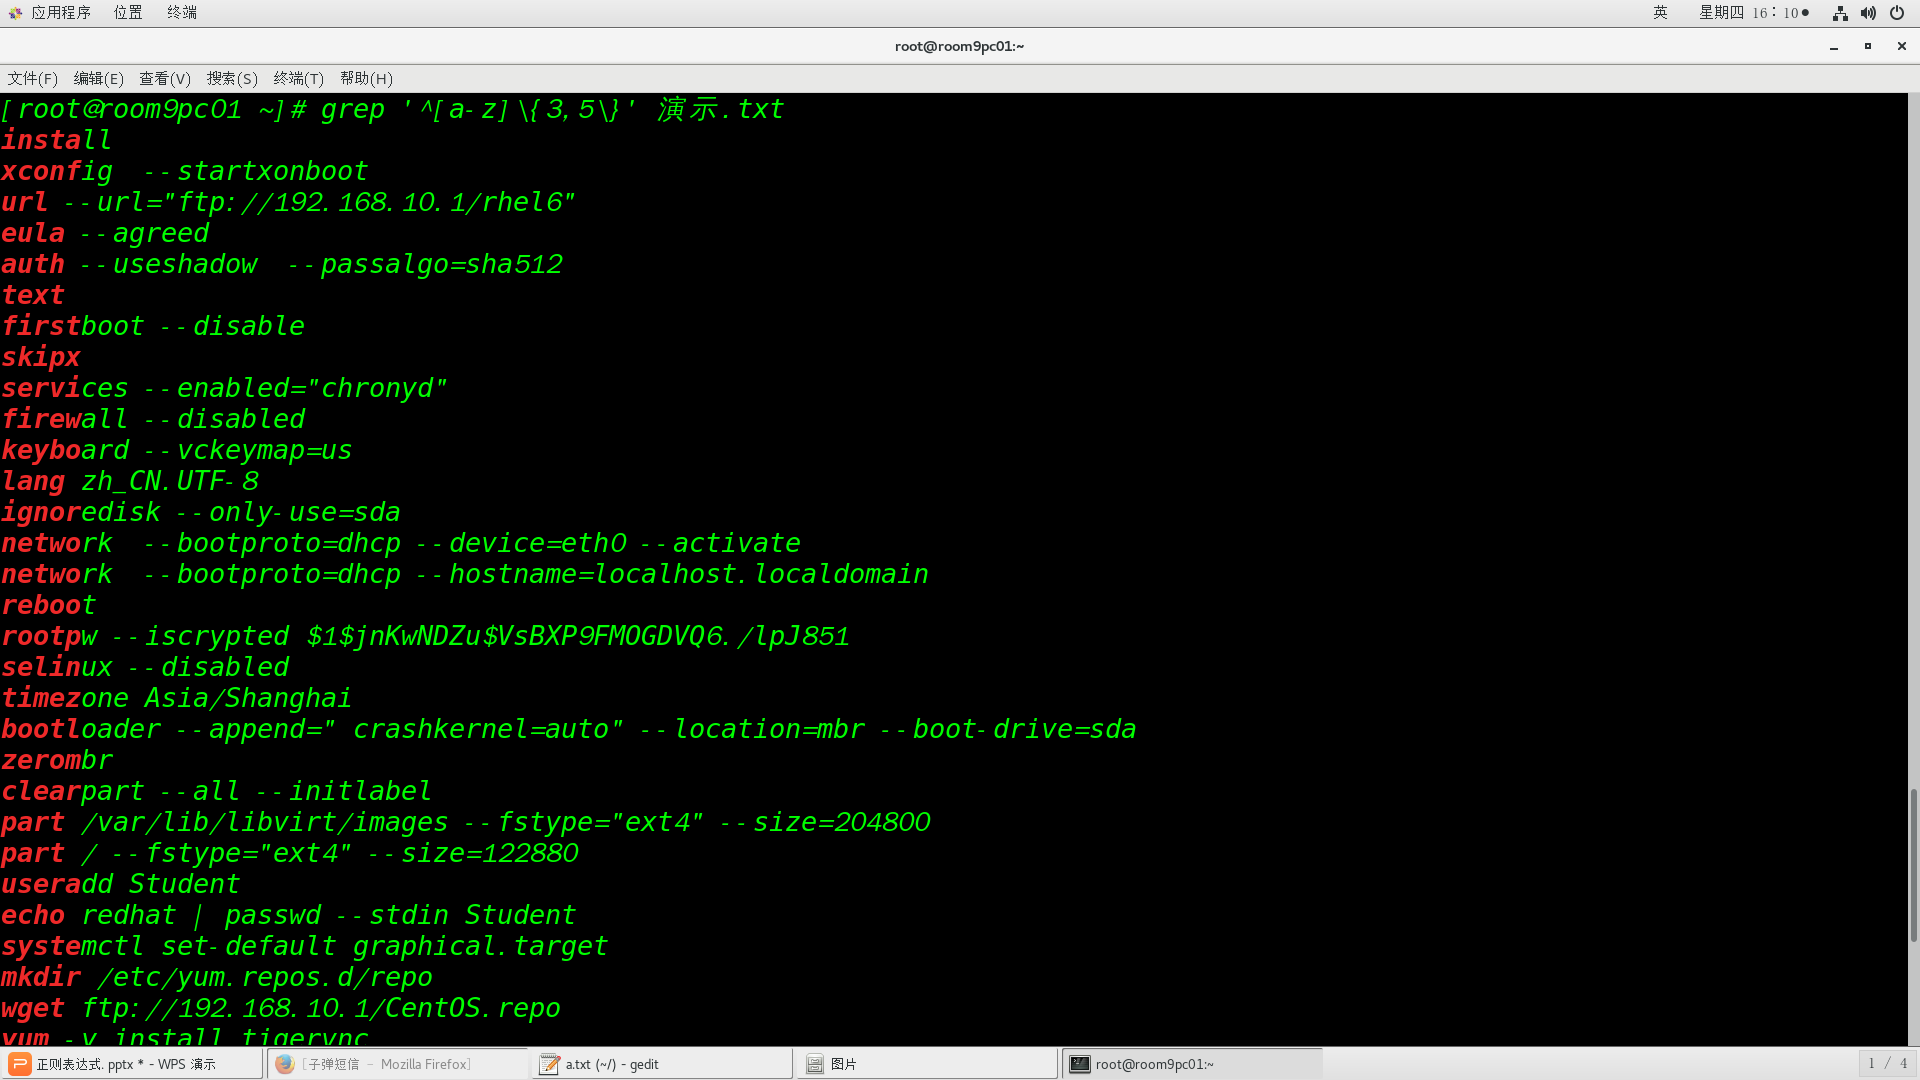 应用程序 位置 终端 英 星期四 16：10●
root@room9pc01:~
文件(F) 编辑(E) 查看(V) 搜索(S) 终端(T) 帮助(H)
[root@room9pc01 ~]# grep '^[a-z]\{3,5\}' 演示.txt
install
xconfig  --startxonboot
url --url="ftp://192.168.10.1/rhel6"
eula --agreed
auth --useshadow  --passalgo=sha512
text
firstboot --disable
skipx
services --enabled="chronyd"
firewall --disabled
keyboard --vckeymap=us
lang zh_CN.UTF-8
ignoredisk --only-use=sda
network  --bootproto=dhcp --device=eth0 --activate
network  --bootproto=dhcp --hostname=localhost.localdomain
reboot
rootpw --iscrypted $1$jnKwNDZu$VsBXP9FMOGDVQ6./lpJ851
selinux --disabled
timezone Asia/Shanghai
bootloader --append=" crashkernel=auto" --location=mbr --boot-drive=sda
zerombr
clearpart --all --initlabel
part /var/lib/libvirt/images --fstype="ext4" --size=204800
part / --fstype="ext4" --size=122880
useradd Student
echo redhat | passwd --stdin Student
systemctl set-default graphical.target
mkdir /etc/yum.repos.d/repo
wget ftp://192.168.10.1/CentOS.repo
yum -y install tigervnc
正则表达式.pptx * - WPS 演示 [子弹短信 - Mozilla Firefox] a.txt (~/) - gedit 图片 root@room9pc01:~ 1 / 4